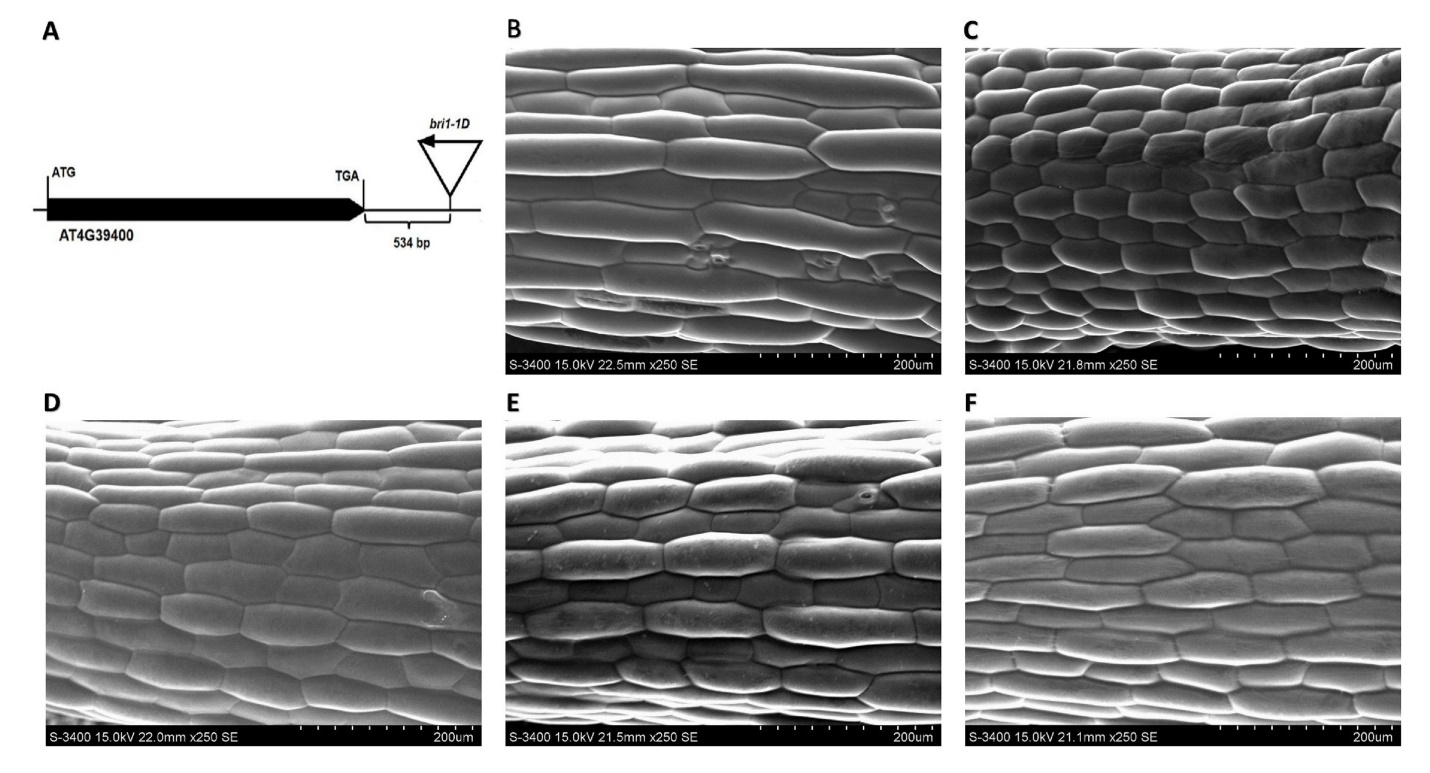 A
bri1-1D
ATG
TGA
AT4G39400
534 bp
B
S-3400 15.0kV 22.5mm x250 SE
200um
C
S-3400 15.0kV 21.8mm x250 SE
200um
D
S-3400 15.0kV 22.0mm x250 SE
200um
E
S-3400 15.0kV 21.5mm x250 SE
200um
F
S-3400 15.0kV 21.1mm x250 SE
200um